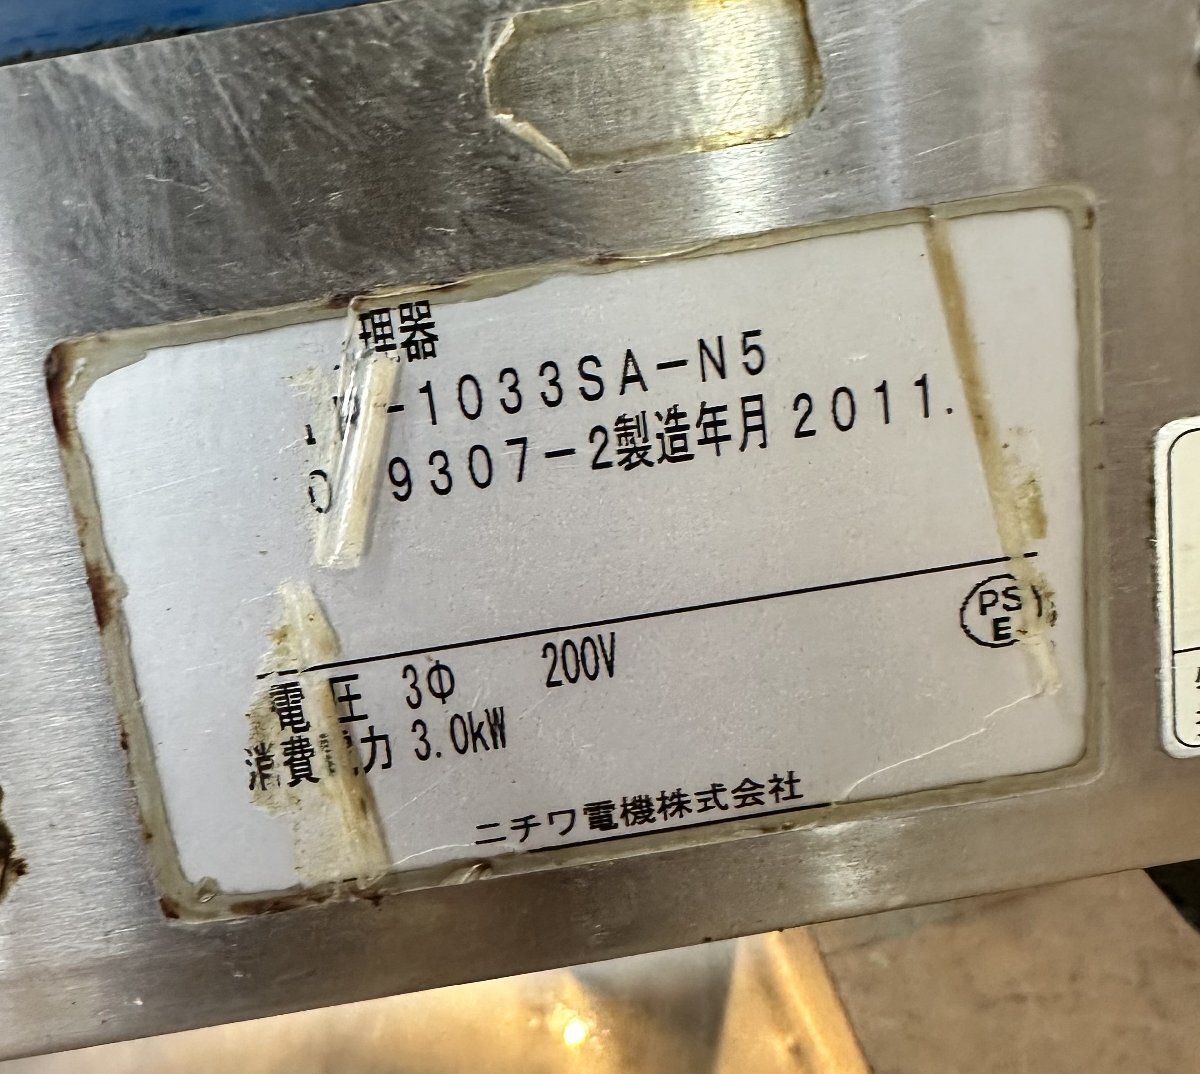 理器
-1033SA-N5
9307-2製造年月 2011.
PS
E
電圧 3Φ 200V
消費電力 3.0kW
ニチワ電機株式会社